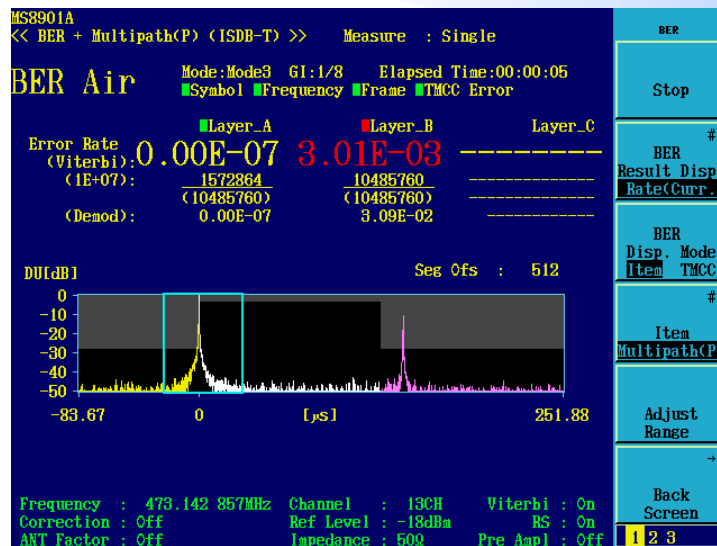 MS8901A
<< BER + Multipath(P) (ISDB-T) >> Measure : Single
BER Air
Mode:Mode3 GI:1/8 Elapsed Time:00:00:05
Symbol Frequency Frame TMCC Error
Layer_A Layer_B Layer_C
Error Rate
(Viterbi): 0.00E-07 3.01E-03 ---------
(1E+07): 1572864 10485760 ---------------
(10485760) (10485760) ---------------
(Demod): 0.00E-07 3.09E-02 -------------
DU[dB] Seg Ofs : 512
0
-10
-20
-30
-40
-50
-83.67 0 [µs] 251.88
Frequency : 473.142 857MHz Channel : 13CH Viterbi : On
Correction : Off Ref Level : -18dBm RS : On
ANT Factor : Off Impedance : 50Ω Pre Ampl : Off
BER
Stop
#
BER
Result Disp
Rate(Curr.
BER
Disp. Mode
Item TMCC
#
Item
Multipath(P
Adjust
Range
→
Back
Screen
1 2 3